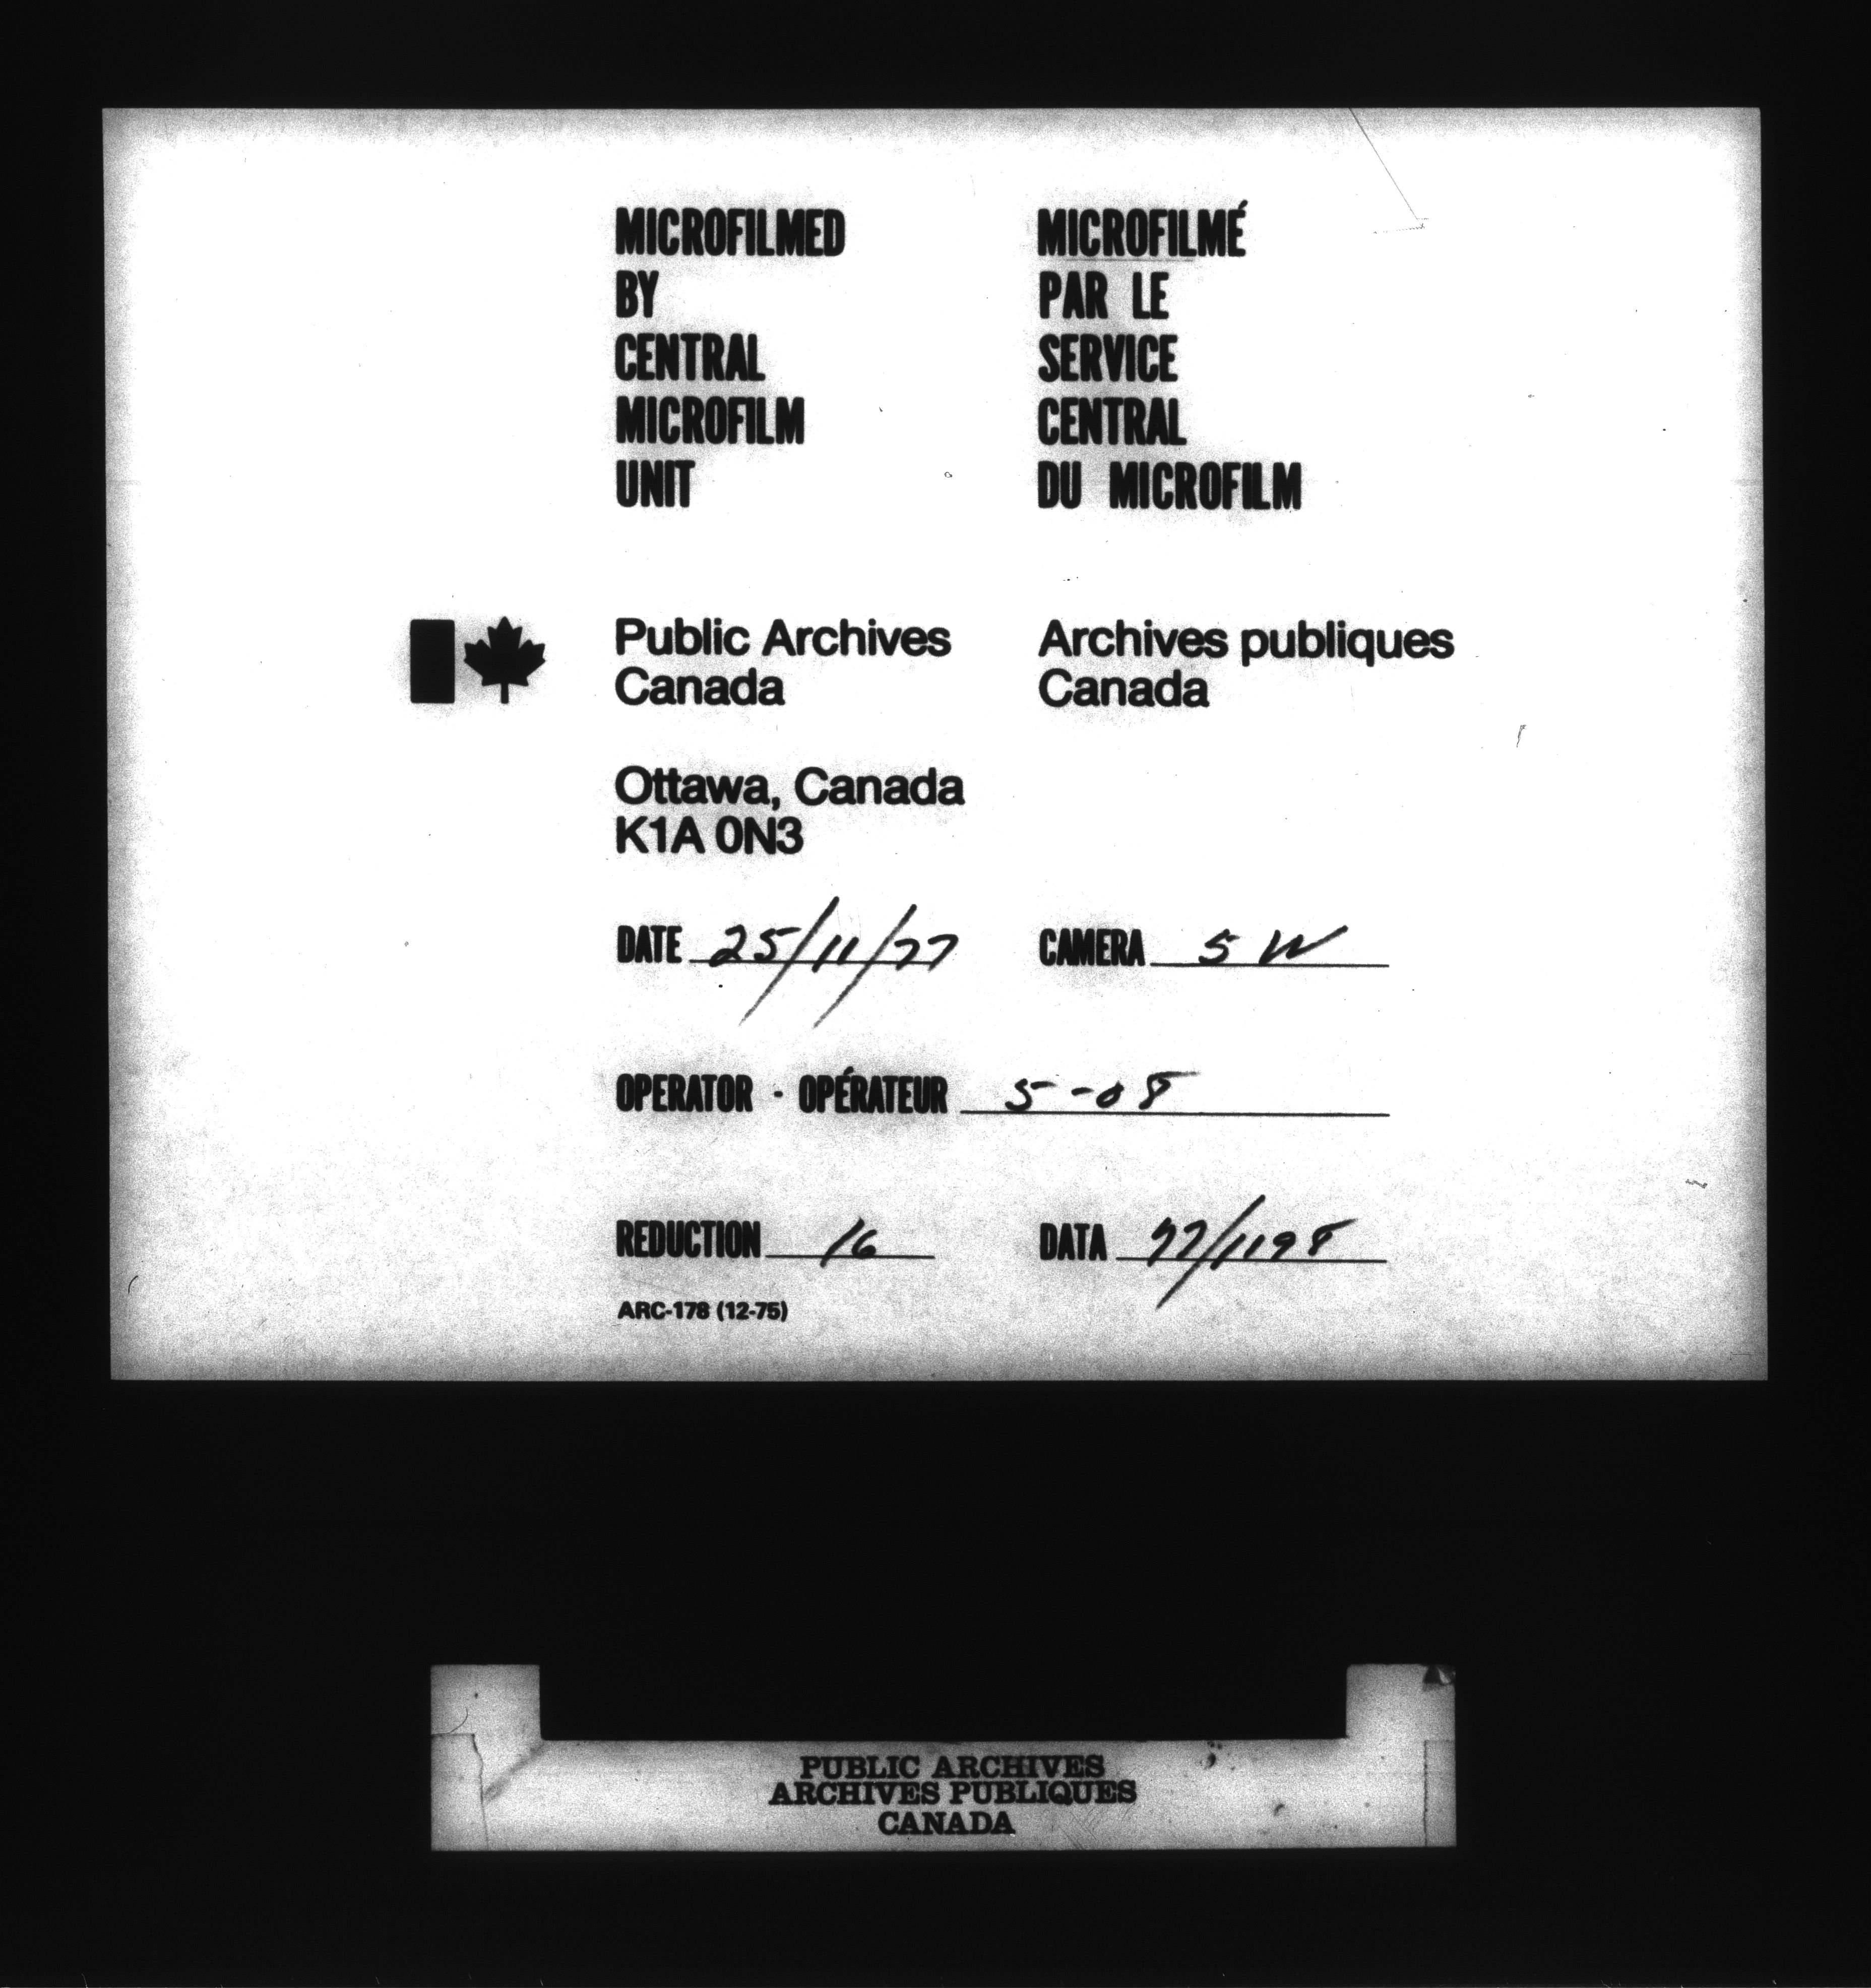 MICROFILMED
BY
CENTRAL
MICROFILM
UNIT
MICROFILMÉ
PAR LE
SERVICE
CENTRAL
DU MICROFILM
Public Archives
Canada
Archives publiques
Canada
Ottawa, Canada
K1A 0N3
DATE 25/11/77
CAMERA 5 W
OPERATOR - OPÉRATEUR 5-08
REDUCTION 16
DATA 77/1198
ARC-178 (12-75)
PUBLIC ARCHIVES
ARCHIVES PUBLIQUES
CANADA